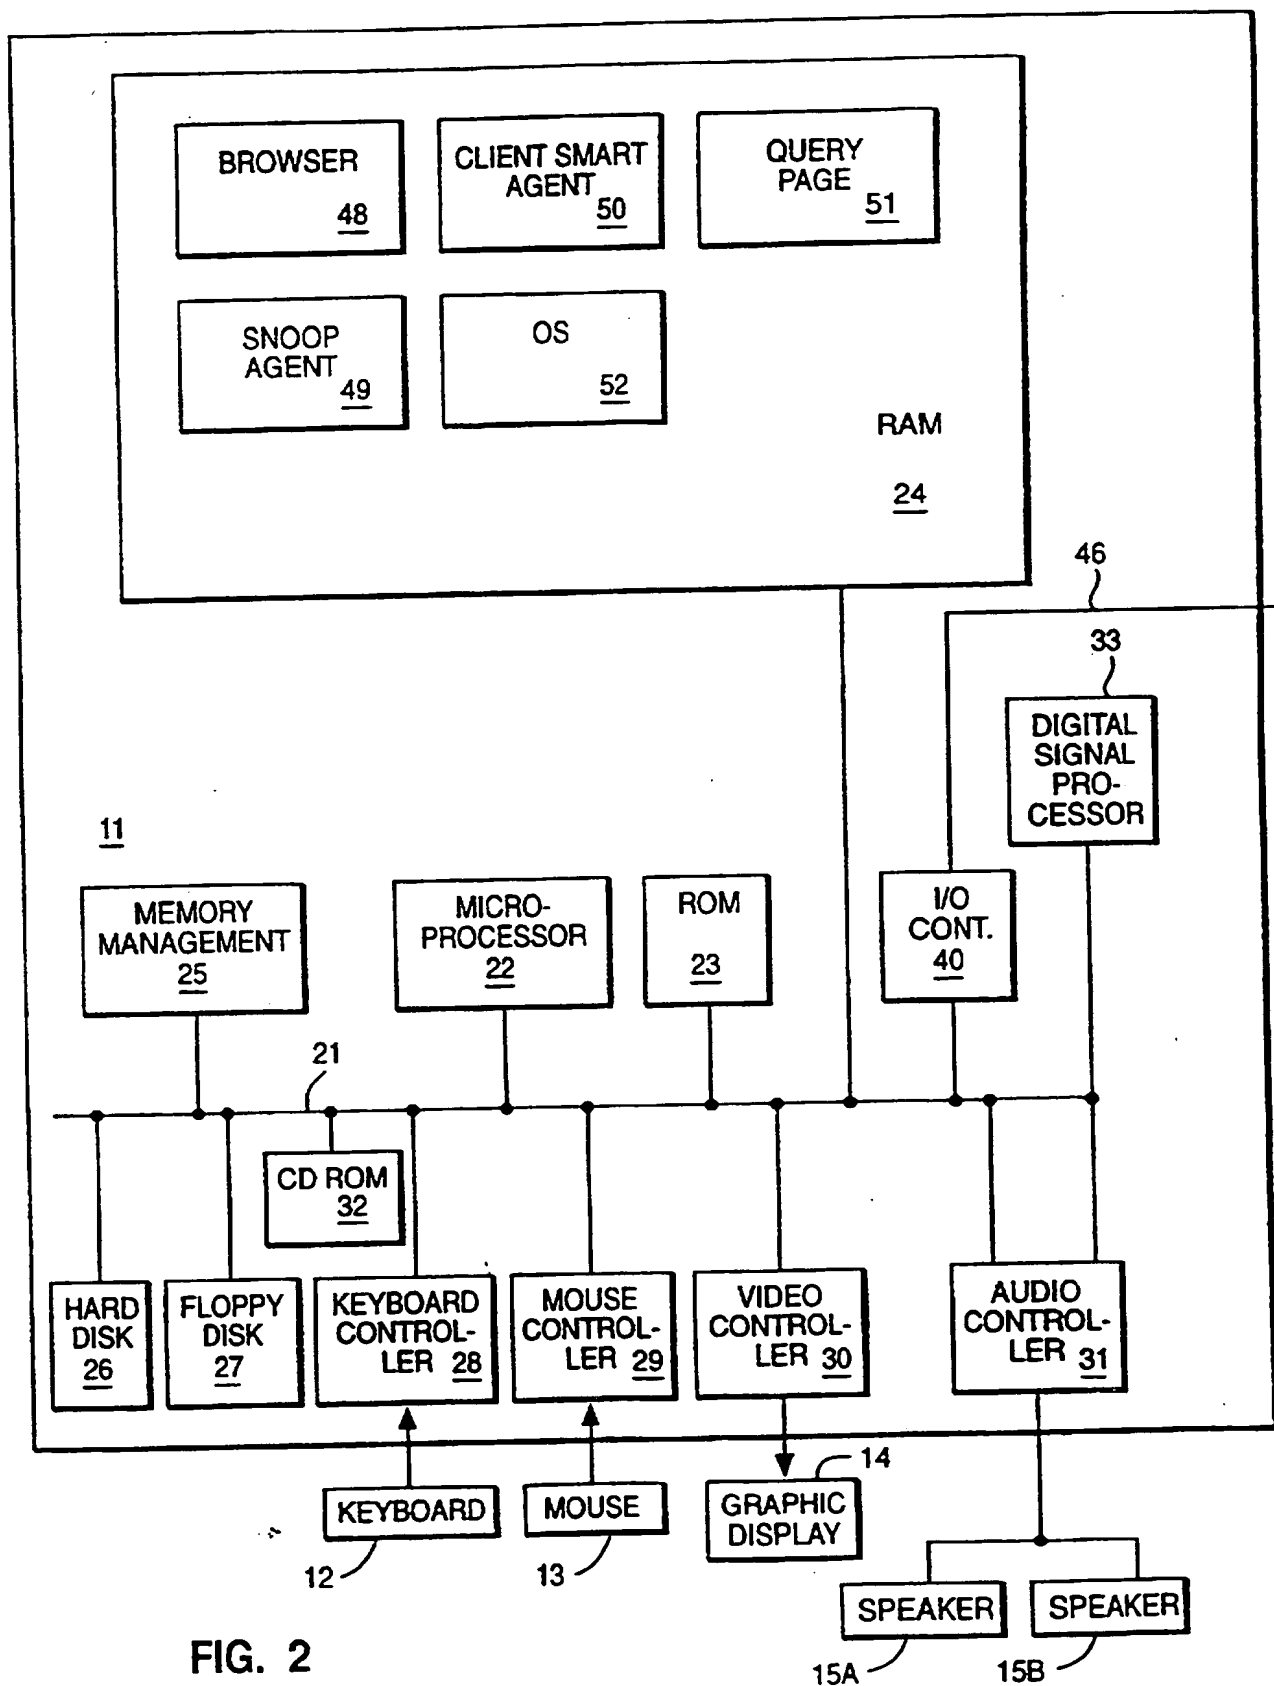 BROWSER
48
CLIENT SMART
AGENT
50
QUERY
PAGE
51
SNOOP
AGENT
49
OS
52
RAM
24
46
33
DIGITAL
SIGNAL
PRO-
CESSOR
11
MEMORY
MANAGEMENT
25
MICRO-
PROCESSOR
22
ROM
23
I/O
CONT.
40
21
CD ROM
32
HARD
DISK
26
FLOPPY
DISK
27
KEYBOARD
CONTROL-
LER 28
MOUSE
CONTROL-
LER 29
VIDEO
CONTROL-
LER 30
AUDIO
CONTROL-
LER 31
KEYBOARD
12
MOUSE
13
14
GRAPHIC
DISPLAY
SPEAKER
15A
SPEAKER
15B
FIG. 2